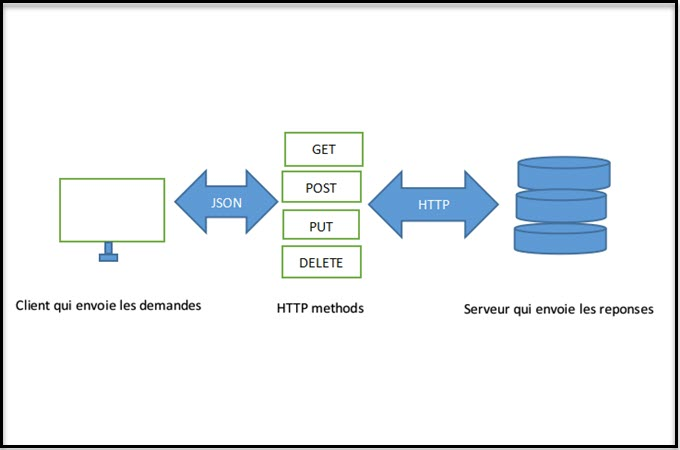 GET
POST
PUT
DELETE
JSON
HTTP
Client qui envoie les demandes
HTTP methods
Serveur qui envoie les reponses